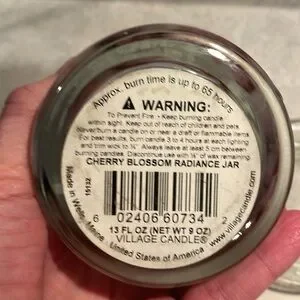 Approx. burn time is up to 65 hours
WARNING:
To Prevent Fire - Keep burning candle
within sight. Keep out of reach of children and pets.
Never burn a candle on or near a draft or flammable items
For best results, burn candle 3 to 4 hours at each lighting
and trim wick to ¼". Always leave at least 5" between
burning candles. Discontinue use with ¼" of wax remaining.
CHERRY BLOSSOM RADIANCE JAR
15132
6 02406 60734 2
13 FL OZ (NET WT 9 OZ)
VILLAGE CANDLE®
Made in Wells, Maine
United States of America
www.villagecandle.com